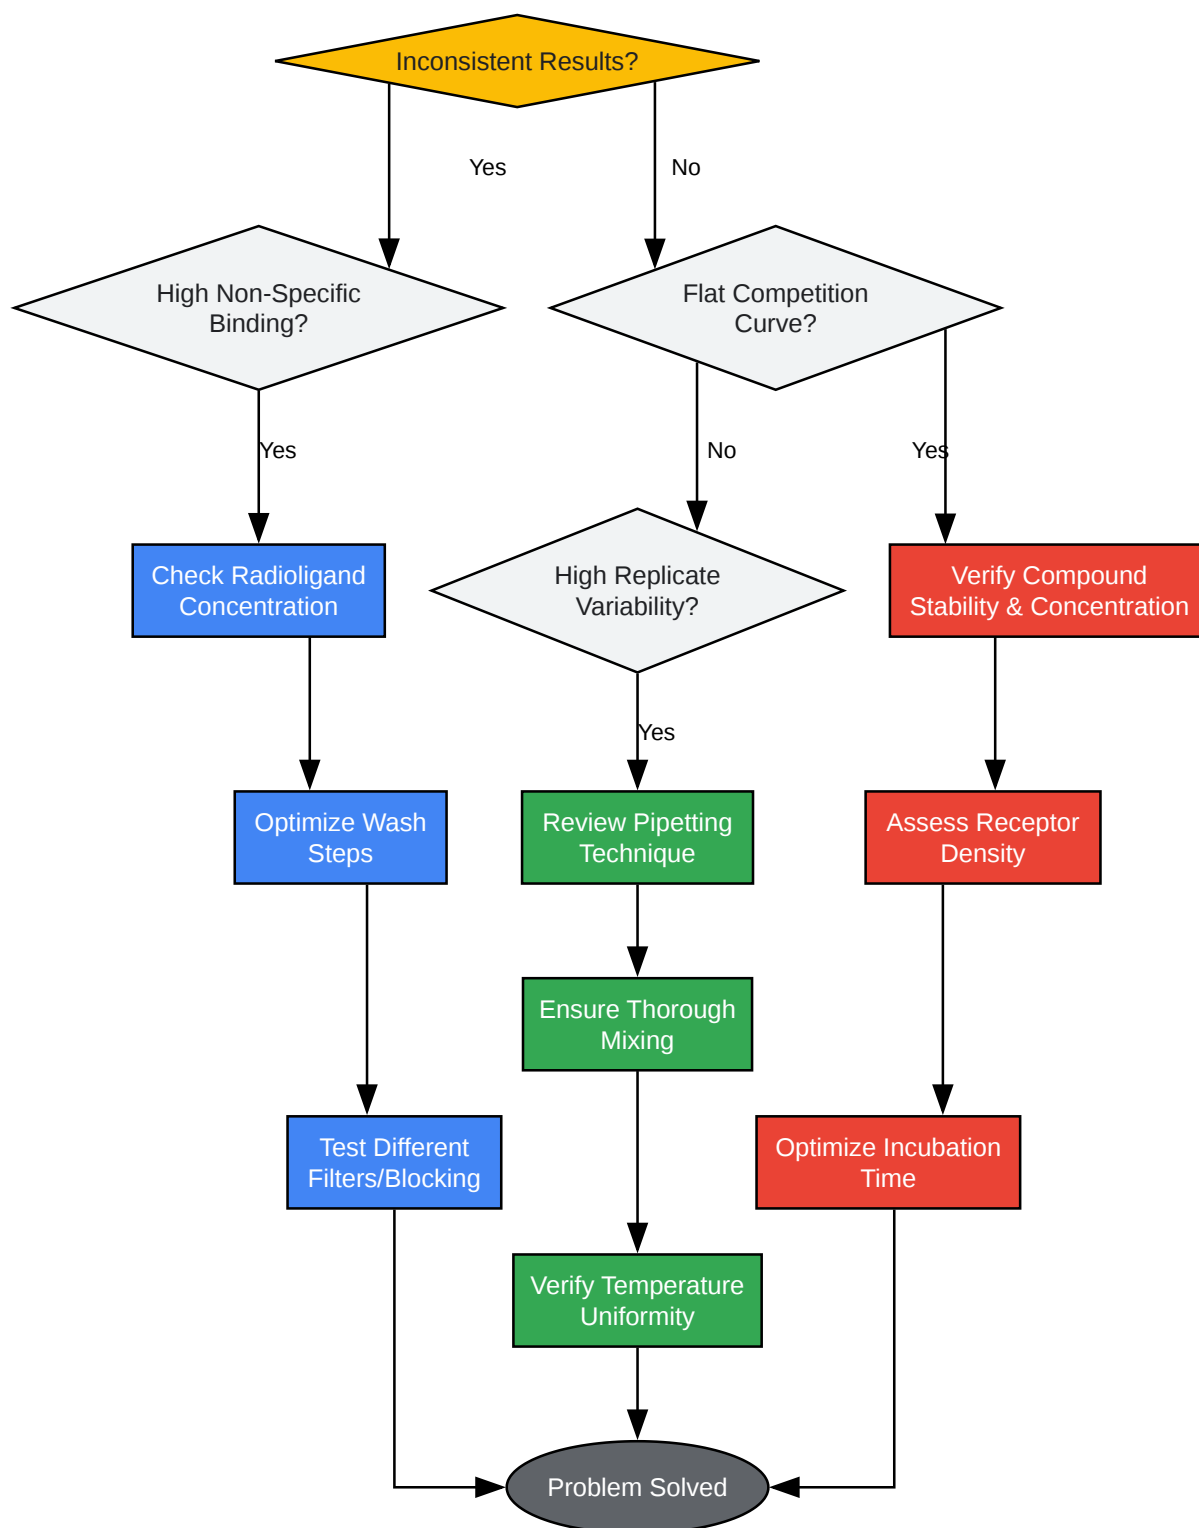 Inconsistent Results?
Yes
No
High Non-Specific
Binding?
Flat Competition
Curve?
Yes
No
Yes
Check Radioligand
Concentration
High Replicate
Variability?
Verify Compound
Stability & Concentration
Yes
Optimize Wash
Steps
Review Pipetting
Technique
Assess Receptor
Density
Ensure Thorough
Mixing
Test Different
Filters/Blocking
Optimize Incubation
Time
Verify Temperature
Uniformity
Problem Solved